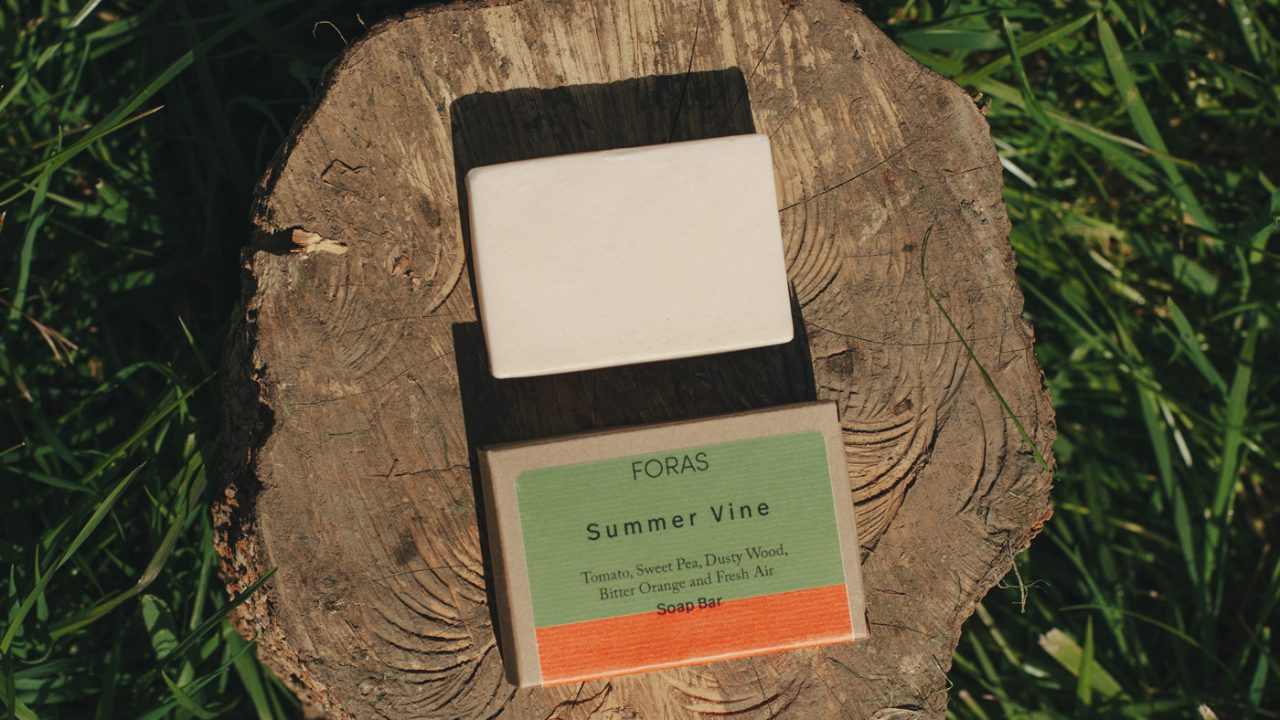 FORAS
Summer Vine
Tomato, Sweet Pea, Dusty Wood,
Bitter Orange and Fresh Air
Soap Bar